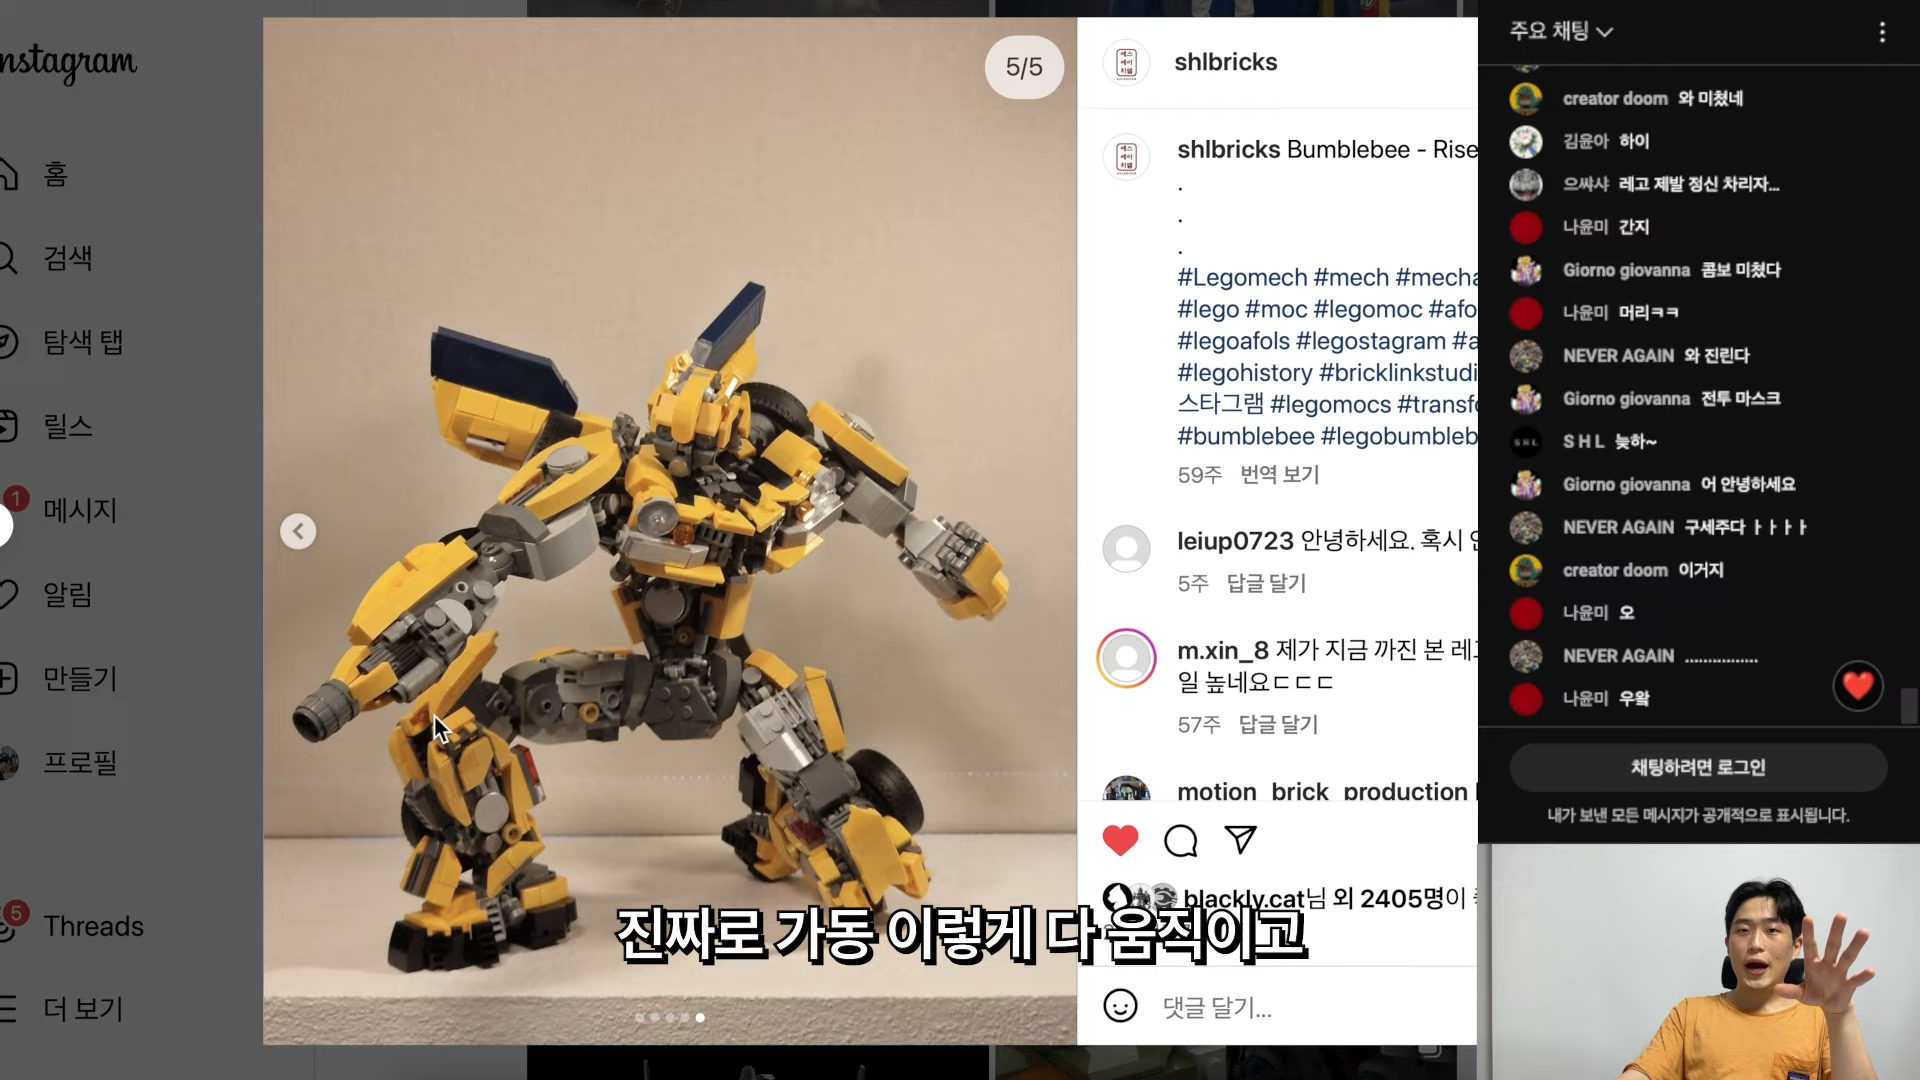 nstagram
홈
검색
탐색 탭
릴스
1
메시지
알림
만들기
프로필
5
Threads
더 보기
5/5
shlbricks
shlbricks Bumblebee - Rise
.
.
.
#Legomech #mech #mecha
#lego #moc #legomoc #afo
#legoafols #legostagram #a
#legohistory #bricklinkstudi
스타그램 #legomocs #transfo
#bumblebee #legobumbleb
59주 번역 보기
leiup0723 안녕하세요. 혹시
5주 답글 달기
m.xin_8 제가 지금 까진 본 레고
일 높네요ㄷㄷㄷ
57주 답글 달기
motion_brick_production
blackly.cat님 외 2405명이
댓글 달기...
진짜로 가동 이렇게 다 움직이고
주요 채팅
creator doom 와 미쳤네
김윤아 하이
으쌰샤 레고 제발 정신 차리자...
나윤미 간지
Giorno giovanna 콤보 미쳤다
나윤미 머리ㅋㅋ
NEVER AGAIN 와 진린다
Giorno giovanna 전투 마스크
SHL
S H L 늦하~
Giorno giovanna 어 안녕하세요
NEVER AGAIN 구세주다 ㅏㅏㅏㅏ
creator doom 이거지
나윤미 오
NEVER AGAIN ................
나윤미 우왘
채팅하려면 로그인
내가 보낸 모든 메시지가 공개적으로 표시됩니다.